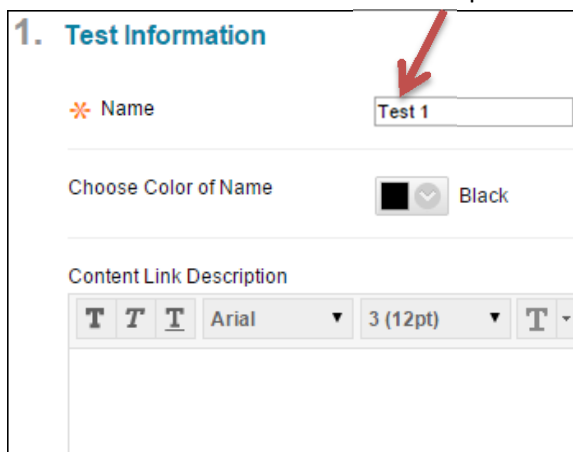 1. Test Information
Name
Test 1
Choose Color of Name
Black
Content Link Description
T T T Arial 3 (12pt) T